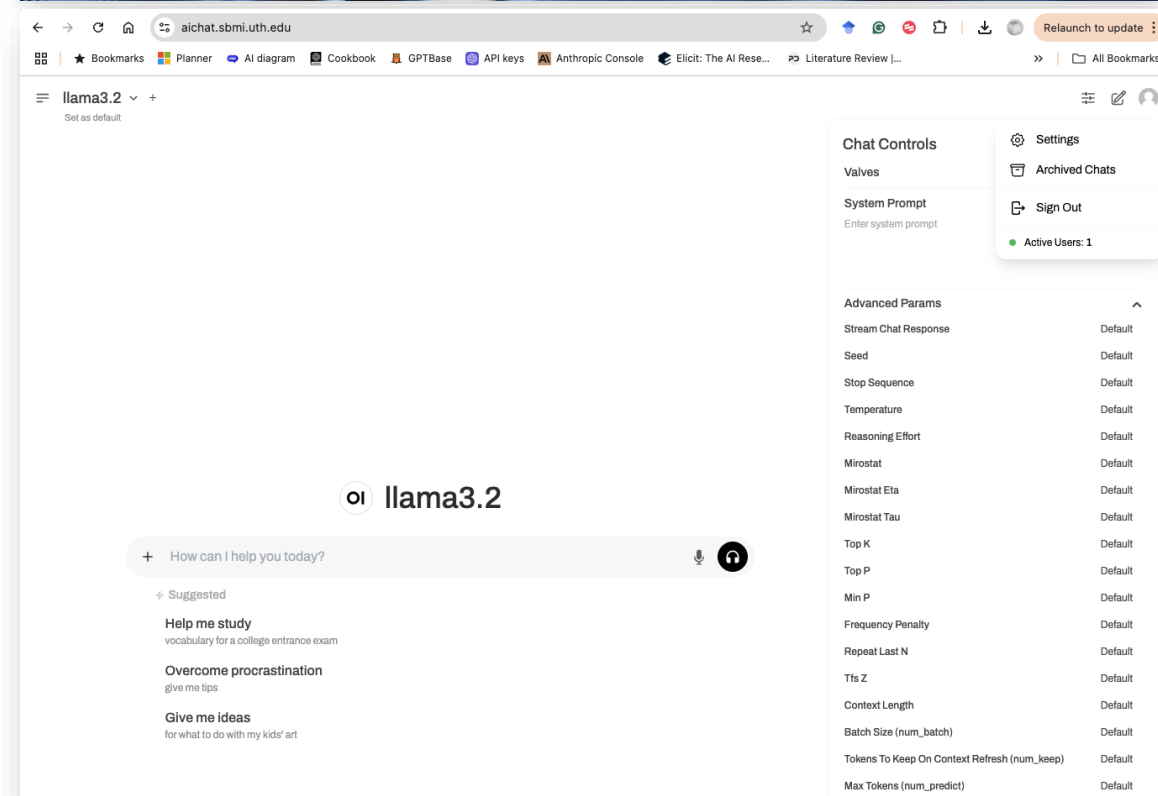 aichat.sbmi.uth.edu
Relaunch to update
Bookmarks Planner AI diagram Cookbook GPTBase API keys Anthropic Console Elicit: The AI Rese... Literature Review |... » All Bookmarks
llama3.2
Set as default
Chat Controls
Valves
System Prompt
Enter system prompt
Settings
Archived Chats
Sign Out
Active Users: 1
Advanced Params
Stream Chat Response Default
Seed Default
Stop Sequence Default
Temperature Default
Reasoning Effort Default
Mirostat Default
Mirostat Eta Default
Mirostat Tau Default
Top K Default
Top P Default
Min P Default
Frequency Penalty Default
Repeat Last N Default
Tfs Z Default
Context Length Default
Batch Size (num_batch) Default
Tokens To Keep On Context Refresh (num_keep) Default
Max Tokens (num_predict) Default
OI llama3.2
+ How can I help you today?
Suggested
Help me study
vocabulary for a college entrance exam
Overcome procrastination
give me tips
Give me ideas
for what to do with my kids' art